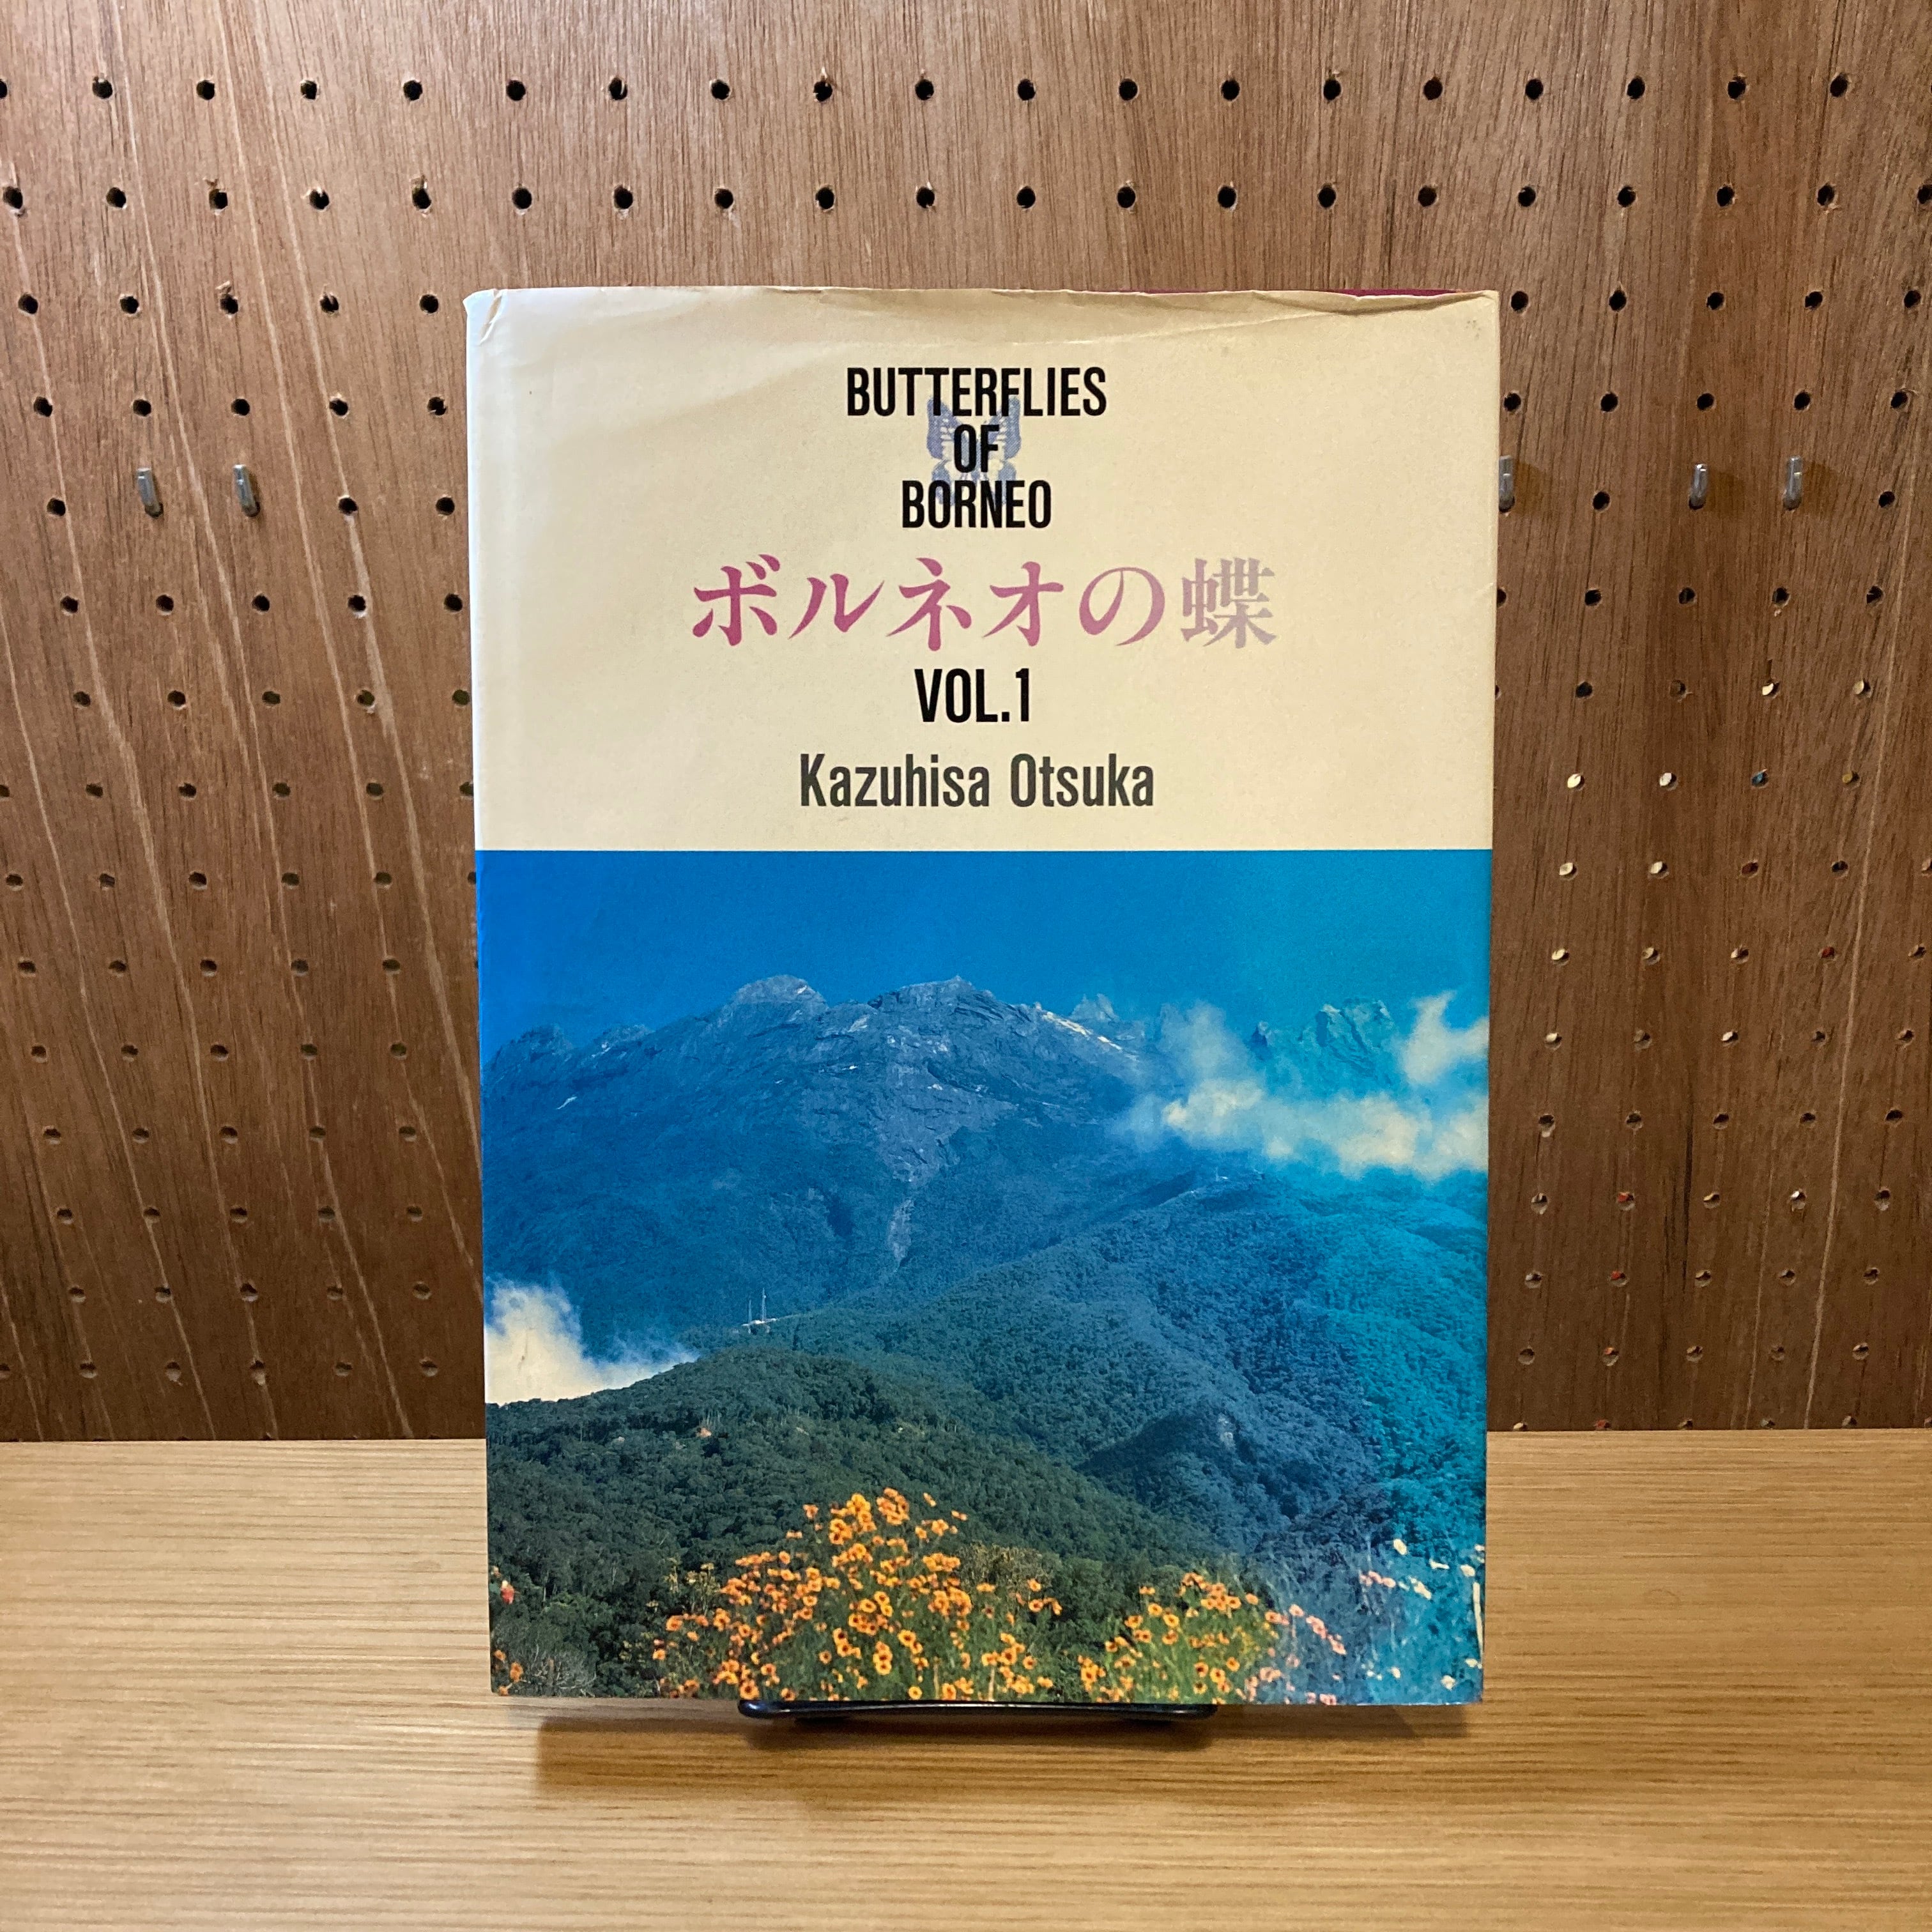 BUTTERFLIES
OF
BORNEO
ボルネオの蝶
VOL.1
Kazuhisa Otsuka